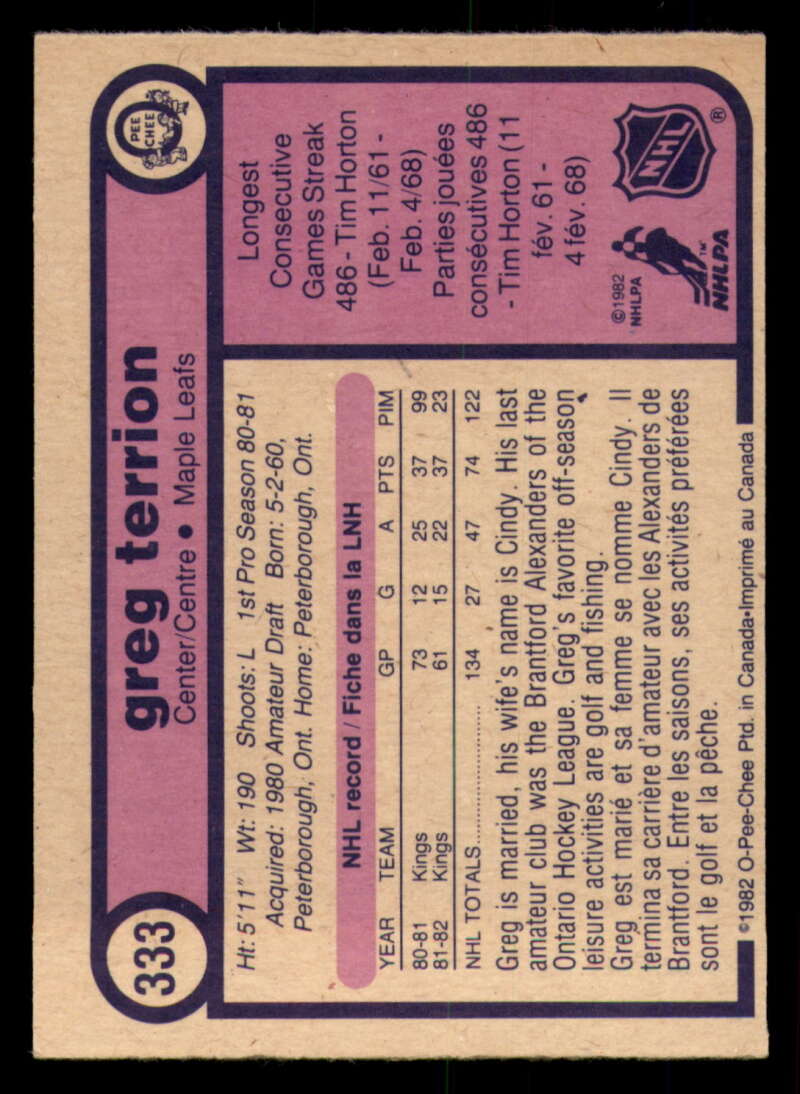 333
greg terrion
Center/Centre • Maple Leafs
O PEE CHEE
Ht: 5'11" Wt: 190 Shoots: L 1st Pro Season 80-81
Acquired: 1980 Amateur Draft Born: 5-2-60,
Peterborough, Ont. Home: Peterborough, Ont.
NHL record / Fiche dans la LNH
YEAR TEAM GP G A PTS PIM
80-81 Kings 73 12 25 37 99
81-82 Kings 61 15 22 37 23
NHL TOTALS.................. 134 27 47 74 122
Greg is married, his wife's name is Cindy. His last
amateur club was the Brantford Alexanders of the
Ontario Hockey League. Greg's favorite off-season
leisure activities are golf and fishing.
Greg est marié et sa femme se nomme Cindy. Il
termina sa carrière d'amateur avec les Alexanders de
Brantford. Entre les saisons, ses activités préférées
sont le golf et la pêche.
Longest
Consecutive
Games Streak
486 - Tim Horton
(Feb. 11/61 -
Feb. 4/68)
Parties jouées
consécutives 486
- Tim Horton (11
fév. 61 -
4 fév. 68)
©1982
NHLPA
NHLPA™
NHL®
©1982 O-Pee-Chee Ptd. in Canada•Imprimé au Canada